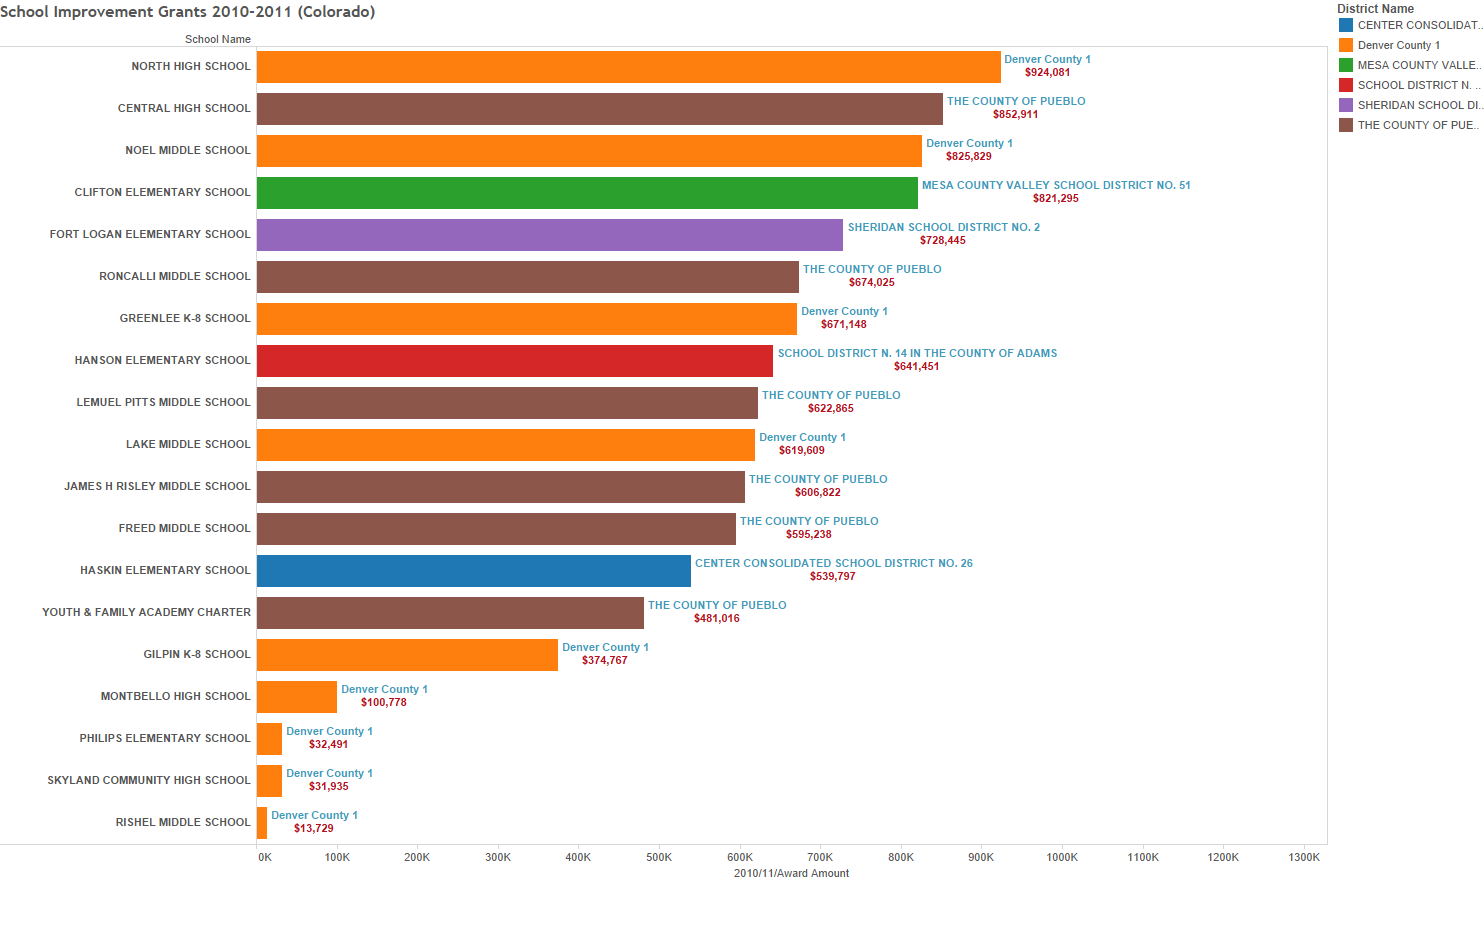 School Improvement Grants 2010-2011 (Colorado)
School Name
NORTH HIGH SCHOOL
Denver County 1
$924,081
CENTRAL HIGH SCHOOL
THE COUNTY OF PUEBLO
$852,911
NOEL MIDDLE SCHOOL
Denver County 1
$825,829
CLIFTON ELEMENTARY SCHOOL
MESA COUNTY VALLEY SCHOOL DISTRICT NO. 51
$821,295
FORT LOGAN ELEMENTARY SCHOOL
SHERIDAN SCHOOL DISTRICT NO. 2
$728,445
RONCALLI MIDDLE SCHOOL
THE COUNTY OF PUEBLO
$674,025
GREENLEE K-8 SCHOOL
Denver County 1
$671,148
HANSON ELEMENTARY SCHOOL
SCHOOL DISTRICT N. 14 IN THE COUNTY OF ADAMS
$641,451
LEMUEL PITTS MIDDLE SCHOOL
THE COUNTY OF PUEBLO
$622,865
LAKE MIDDLE SCHOOL
Denver County 1
$619,609
JAMES H RISLEY MIDDLE SCHOOL
THE COUNTY OF PUEBLO
$606,822
FREED MIDDLE SCHOOL
THE COUNTY OF PUEBLO
$595,238
HASKIN ELEMENTARY SCHOOL
CENTER CONSOLIDATED SCHOOL DISTRICT NO. 26
$539,797
YOUTH & FAMILY ACADEMY CHARTER
THE COUNTY OF PUEBLO
$481,016
GILPIN K-8 SCHOOL
Denver County 1
$374,767
MONTBELLO HIGH SCHOOL
Denver County 1
$100,778
PHILIPS ELEMENTARY SCHOOL
Denver County 1
$32,491
SKYLAND COMMUNITY HIGH SCHOOL
Denver County 1
$31,935
RISHEL MIDDLE SCHOOL
Denver County 1
$13,729
0K 100K 200K 300K 400K 500K 600K 700K 800K 900K 1000K 1100K 1200K 1300K
2010/11/Award Amount
District Name
CENTER CONSOLIDAT..
Denver County 1
MESA COUNTY VALLE..
SCHOOL DISTRICT N. ..
SHERIDAN SCHOOL DI..
THE COUNTY OF PUE..